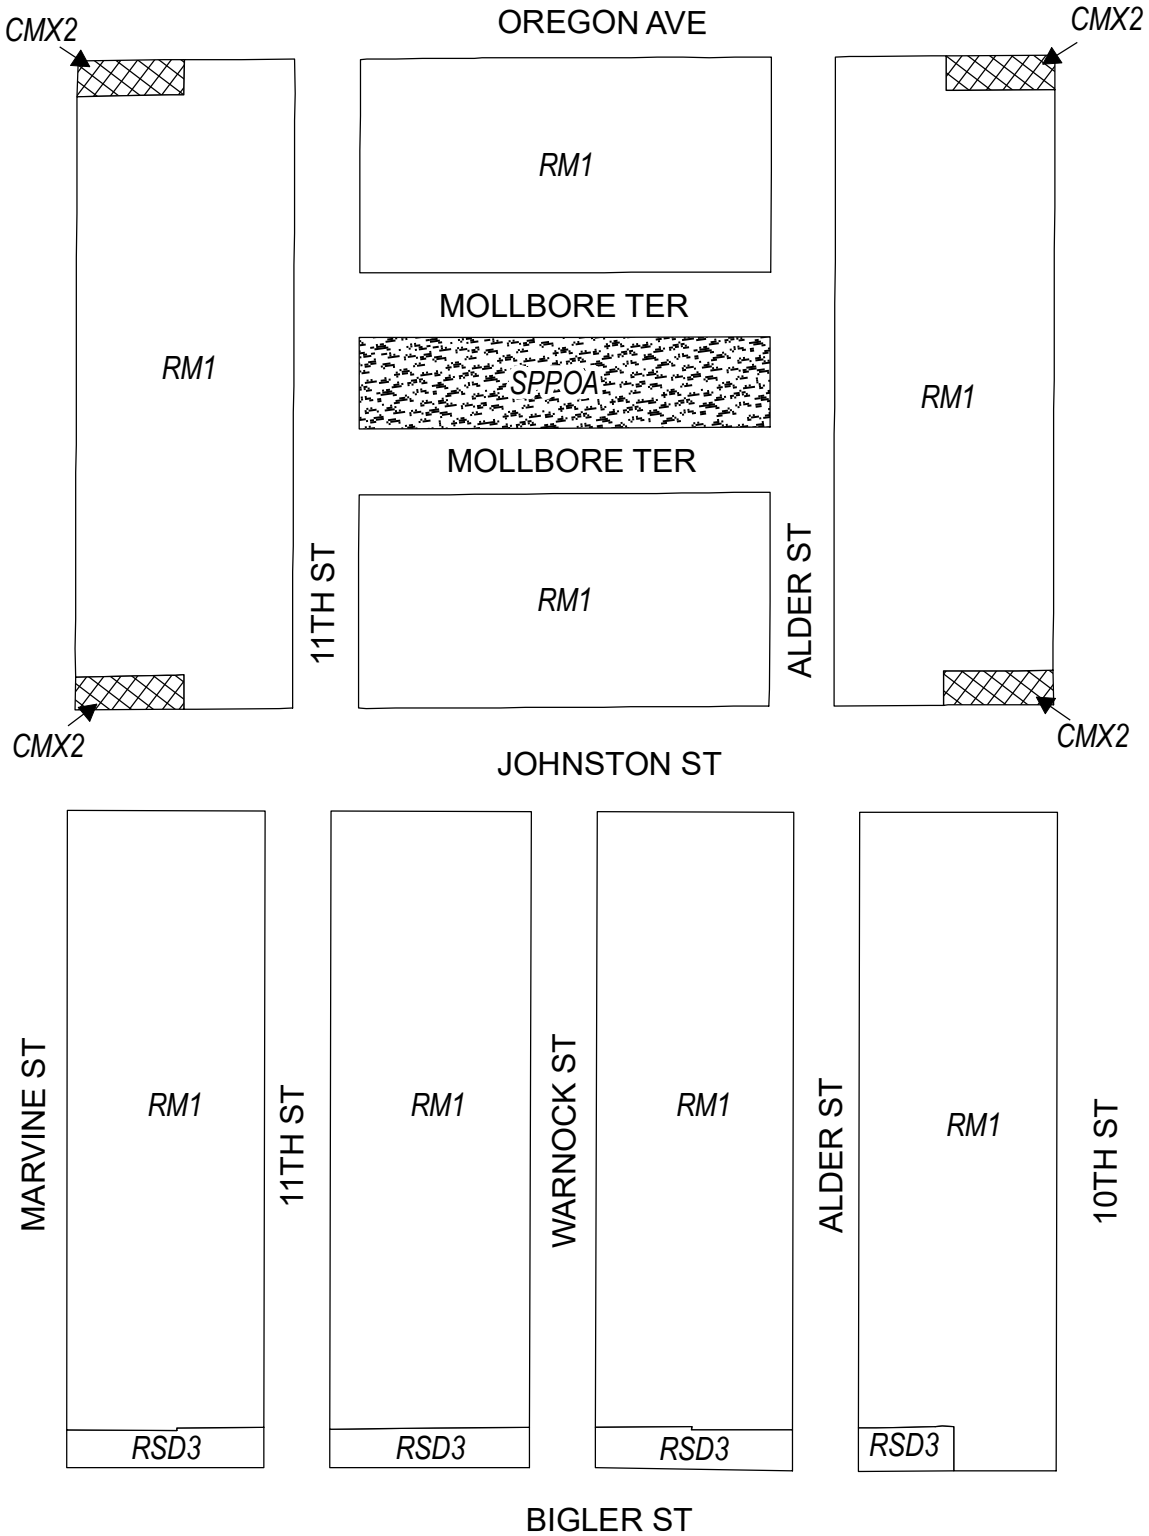 OREGON AVE
CMX2
CMX2
RM1
MOLLBORE TER
RM1
SPPOA
RM1
MOLLBORE TER
11TH ST
RM1
ALDER ST
CMX2
CMX2
JOHNSTON ST
MARVINE ST
RM1
11TH ST
RM1
WARNOCK ST
RM1
ALDER ST
RM1
10TH ST
RSD3
RSD3
RSD3
RSD3
BIGLER ST